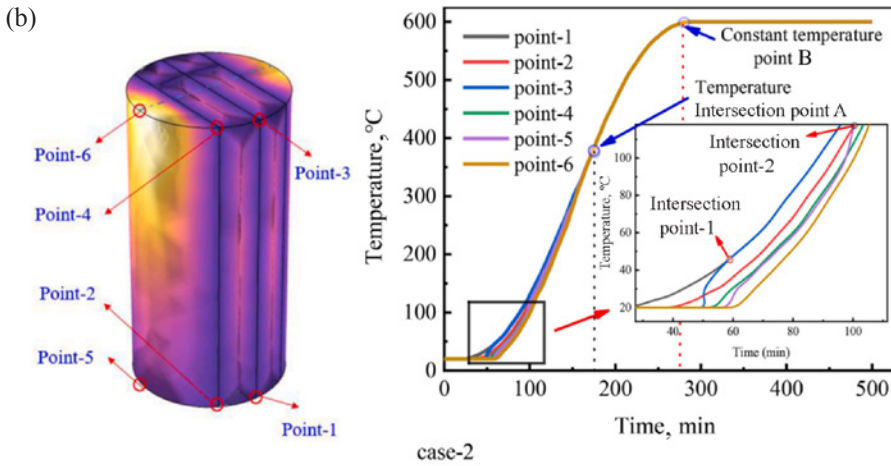 (b)
Point-6
Point-4
Point-3
Point-2
Point-5
Point-1
600
500
400
300
200
100
0
Temperature, °C
point-1
point-2
point-3
point-4
point-5
point-6
Constant temperature
point B
Temperature
Intersection point A
Intersection
point-2
Intersection
point-1
Temperature, °C
100
80
60
40
20
40
60
80
100
Time (min)
0
100
200
300
400
500
Time, min
case-2